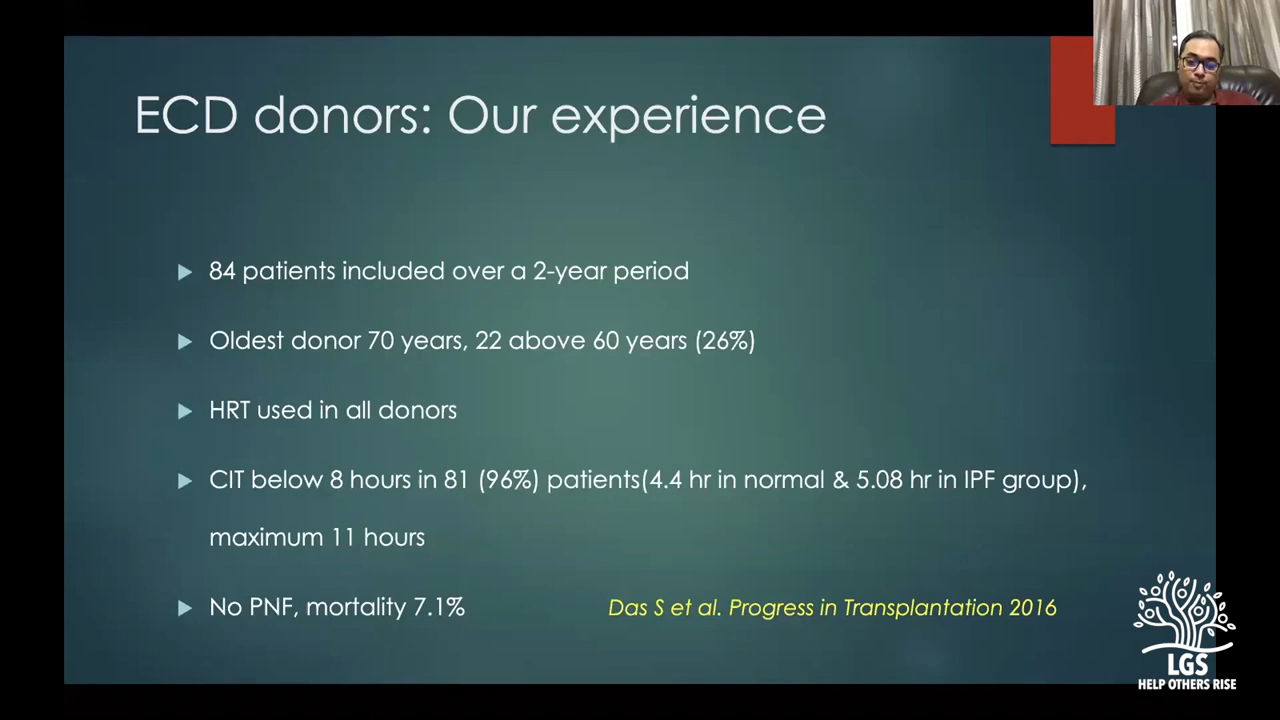 ECD donors: Our experience
84 patients included over a 2-year period
Oldest donor 70 years, 22 above 60 years (26%)
HRT used in all donors
CIT below 8 hours in 81 (96%) patients(4.4 hr in normal & 5.08 hr in IPF group),
maximum 11 hours
No PNF, mortality 7.1%
Das S et al. Progress in Transplantation 2016
LGS
HELP OTHERS RISE